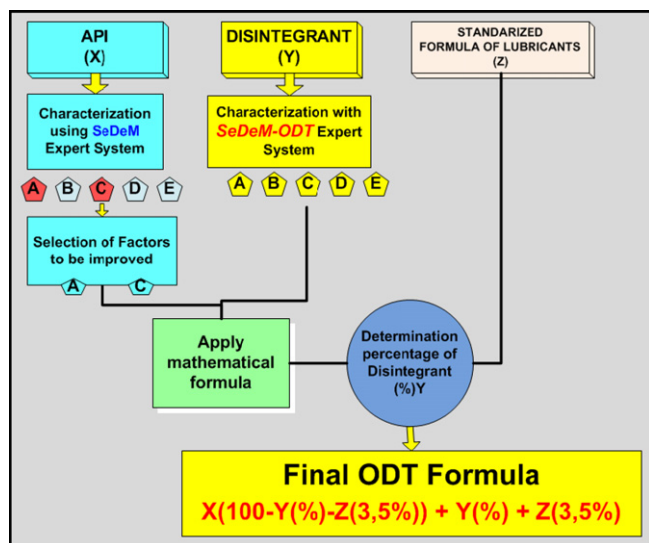 API
(X)
DISINTEGRANT
(Y)
STANDARIZED
FORMULA OF LUBRICANTS
(Z)
Characterization
using SeDeM
Expert System
Characterization with
SeDeM-ODT Expert
System
A B C D E
A B C D E
Selection of Factors
to be improved
A C
Apply
mathematical
formula
Determination
percentage of
Disintegrant
(%)Y
Final ODT Formula
X(100-Y(%)-Z(3,5%)) + Y(%) + Z(3,5%)